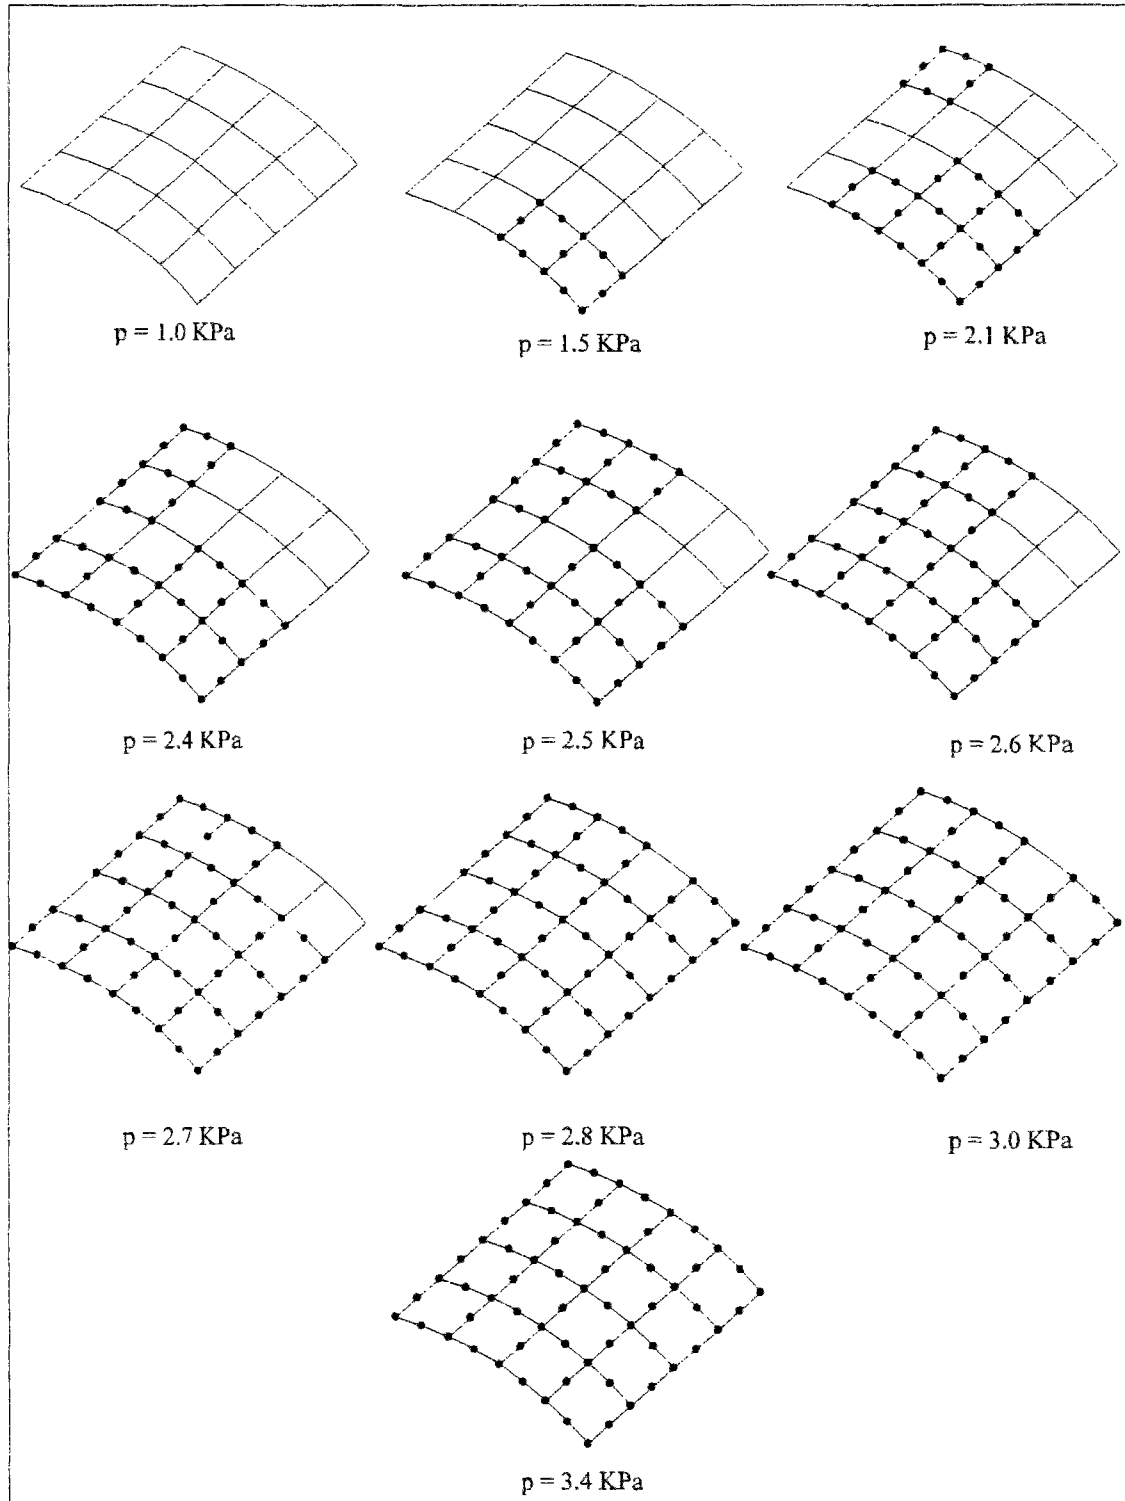 p = 1.0 KPa
p = 1.5 KPa
p = 2.1 KPa
p = 2.4 KPa
p = 2.5 KPa
p = 2.6 KPa
p = 2.7 KPa
p = 2.8 KPa
p = 3.0 KPa
p = 3.4 KPa